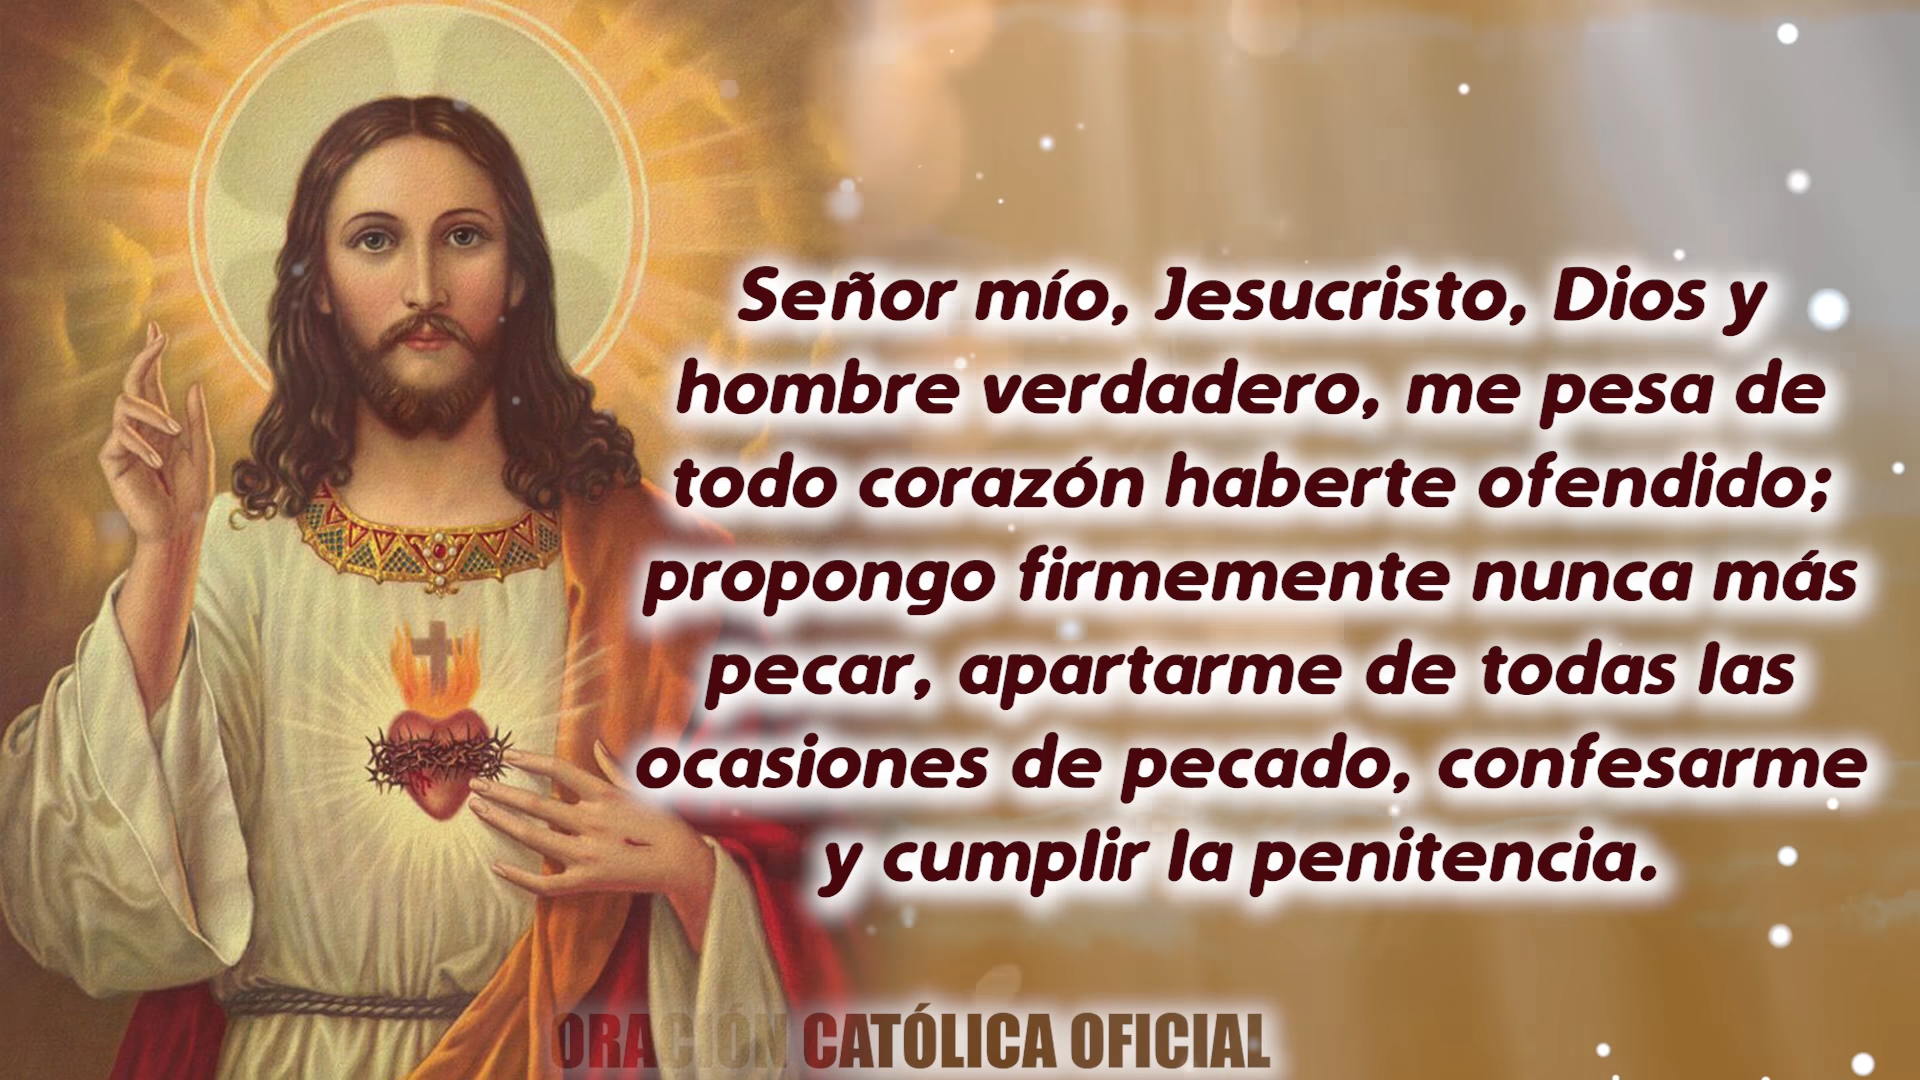 Señor mío, Jesucristo, Dios y
hombre verdadero, me pesa de
todo corazón haberte ofendido;
propongo firmemente nunca más
pecar, apartarme de todas las
ocasiones de pecado, confesarme
y cumplir la penitencia.
ORACIÓN CATÓLICA OFICIAL